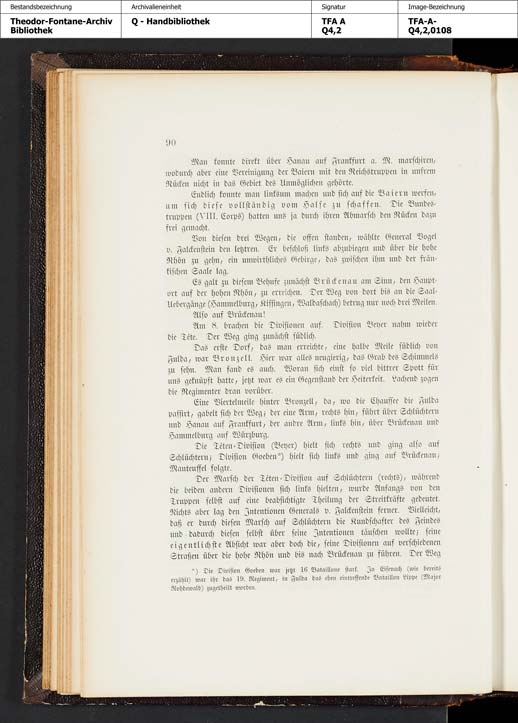 Bestandsbezeichnung
Archivalieneinheit
Signatur
Image-Bezeichnung
Theodor-Fontane-Archiv
Bibliothek
Q - Handbibliothek
TFA A
Q4,2
TFA-A-
Q4,2,0108
90
Man konnte direkt über Hanau auf Frankfurt a. M. marschiren,
wodurch aber eine Vereinigung der Baiern mit den Reichstruppen in unsrem
Rücken nicht in das Gebiet des Unmöglichen gehörte.
Endlich konnte man linksum machen und sich auf die Baiern werfen,
um sich diese vollständig vom Halse zu schaffen. Die Bundes-
truppen (VIII. Corps) hatten uns ja durch ihren Abmarsch den Rücken dazu
frei gemacht.
Von diesen drei Wegen, die offen standen, wählte General Vogel
v. Falckenstein den letztren. Er beschloß links abzubiegen und über die hohe
Rhön zu gehn, ein unwirthliches Gebirge, das zwischen ihm und der frän-
kischen Saale lag.
Es galt zu diesem Behufe zunächst Brückenau am Sinn, den Haupt-
ort auf der hohen Rhön, zu erreichen. Der Weg von dort bis an die Saal-
Uebergänge (Hammelburg, Kissingen, Waldaschach) betrug nur noch drei Meilen.
Also auf Brückenau!
Am 8. brachen die Divisionen auf. Division Beyer nahm wieder
die Tête. Der Weg ging zunächst südlich.
Das erste Dorf, das man erreichte, eine halbe Meile südlich von
Fulda, war Bronzell. Hier war alles neugierig, das Grab des Schimmels
zu sehn. Man fand es auch. Woran sich einst so viel bittrer Spott für
uns geknüpft hatte, jetzt war es ein Gegenstand der Heiterkeit. Lachend zogen
die Regimenter dran vorüber.
Eine Viertelmeile hinter Bronzell, da, wo die Chaussee die Fulda
passirt, gabelt sich der Weg; der eine Arm, rechts hin, führt über Schlüchtern
und Hanau auf Frankfurt; der andre Arm, links hin, über Brückenau und
Hammelburg auf Würzburg.
Die Têten-Division (Beyer) hielt sich rechts und ging also auf
Schlüchtern; Division Goeben*) hielt sich links und ging auf Brückenau;
Manteuffel folgte.
Der Marsch der Têten-Division auf Schlüchtern (rechts), während
die beiden andern Divisionen sich links hielten, wurde Anfangs von den
Truppen selbst auf eine beabsichtigte Theilung der Streitkräfte gedeutet.
Nichts aber lag den Intentionen Generals v. Falckenstein ferner. Vielleicht,
daß er durch diesen Marsch auf Schlüchtern die Kundschafter des Feindes
und dadurch diesen selbst über seine Intentionen täuschen wollte; seine
eigentlichste Absicht war aber doch die, seine Divisionen auf verschiedenen
Straßen über die hohe Rhön und bis nach Brückenau zu führen. Der Weg
*) Die Division Goeben war jetzt 16 Bataillone stark. In Eisenach (wie bereits
erzählt) war ihr das 19. Regiment, in Fulda das eben eintreffende Bataillon Lippe (Major
Rohdewald) zugetheilt worden.